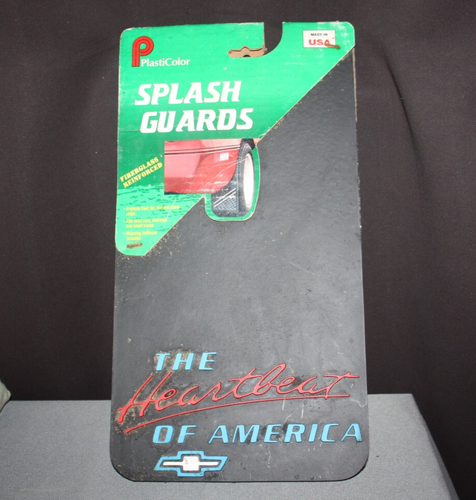 P
PlastiColor
MADE IN
USA
SPLASH
GUARDS
FIBERGLASS
REINFORCED
THE
Heartbeat
OF AMERICA